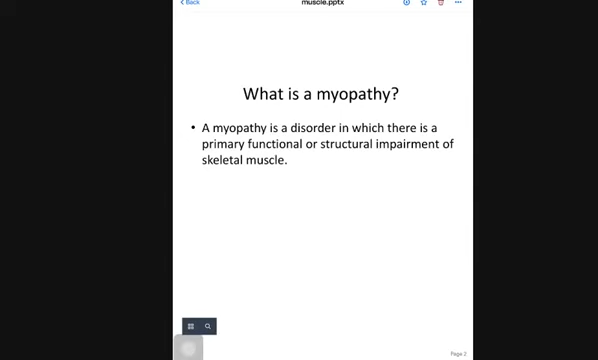 Back
muscle.pptx
What is a myopathy?
• A myopathy is a disorder in which there is a
primary functional or structural impairment of
skeletal muscle.
Page 2